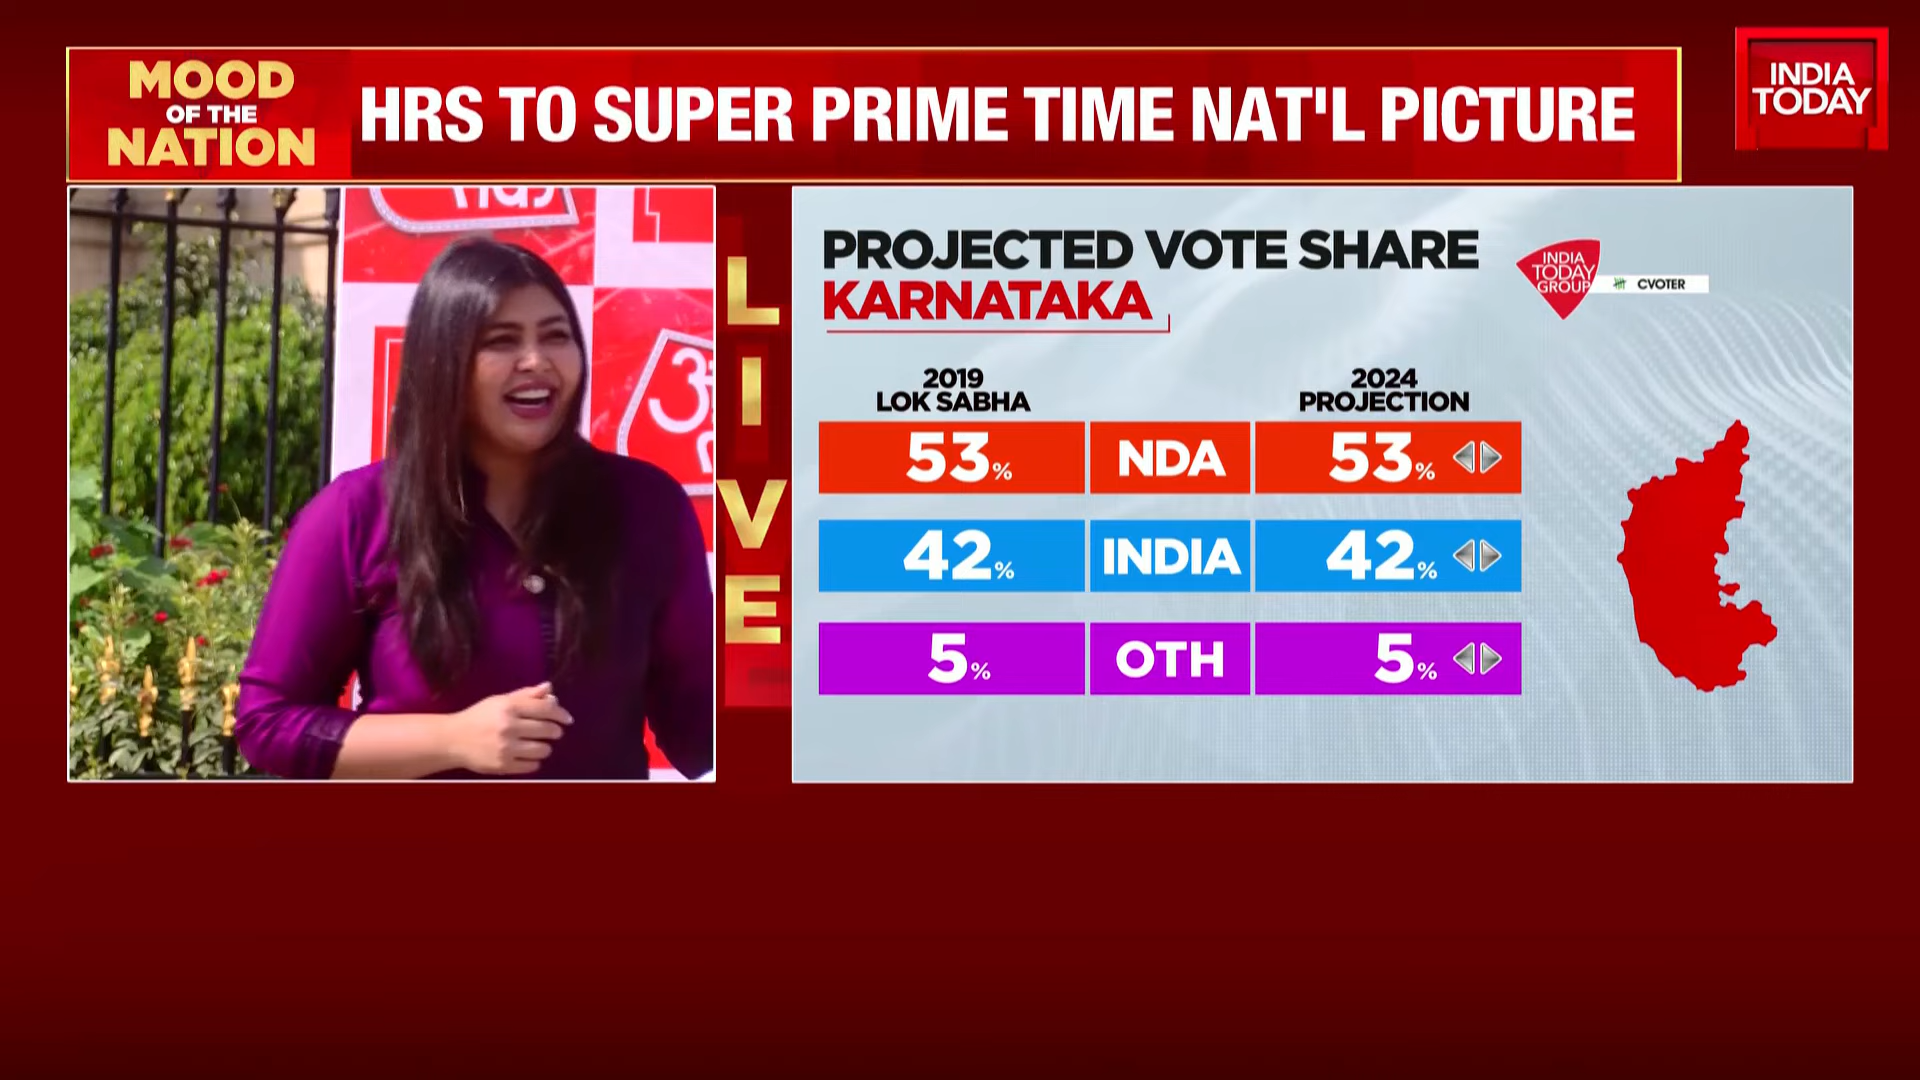 MOOD
OF THE
NATION
HRS TO SUPER PRIME TIME NAT'L PICTURE
INDIA
TODAY
LIVE
PROJECTED VOTE SHARE
KARNATAKA
INDIA
TODAY
GROUP
CVOTER
2019
LOK SABHA
2024
PROJECTION
53% NDA 53%
42% INDIA 42%
5% OTH 5%